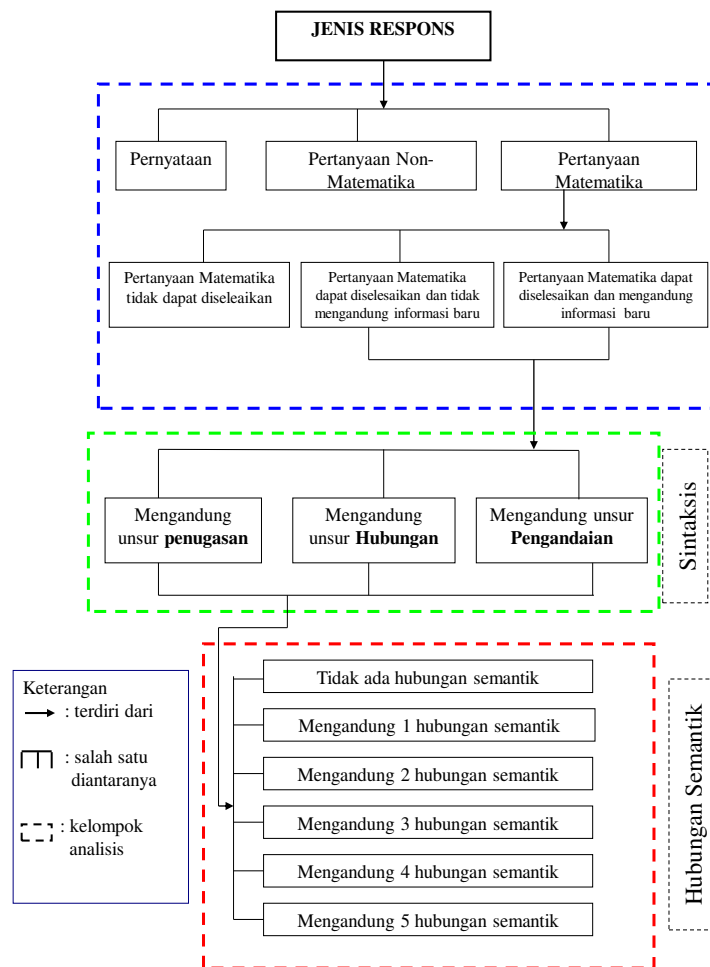 JENIS RESPONS
Pernyataan
Pertanyaan Non-
Matematika
Pertanyaan
Matematika
Pertanyaan Matematika
tidak dapat diseleaikan
Pertanyaan Matematika
dapat diselesaikan dan tidak
mengandung informasi baru
Pertanyaan Matematika dapat
diselesaikan dan mengandung
informasi baru
Mengandung
unsur penugasan
Mengandung
unsur Hubungan
Mengandung unsur
Pengandaian
Sintaksis
Tidak ada hubungan semantik
Mengandung 1 hubungan semantik
Mengandung 2 hubungan semantik
Mengandung 3 hubungan semantik
Mengandung 4 hubungan semantik
Mengandung 5 hubungan semantik
Hubungan Semantik
Keterangan
: terdiri dari
: salah satu
diantaranya
: kelompok
analisis